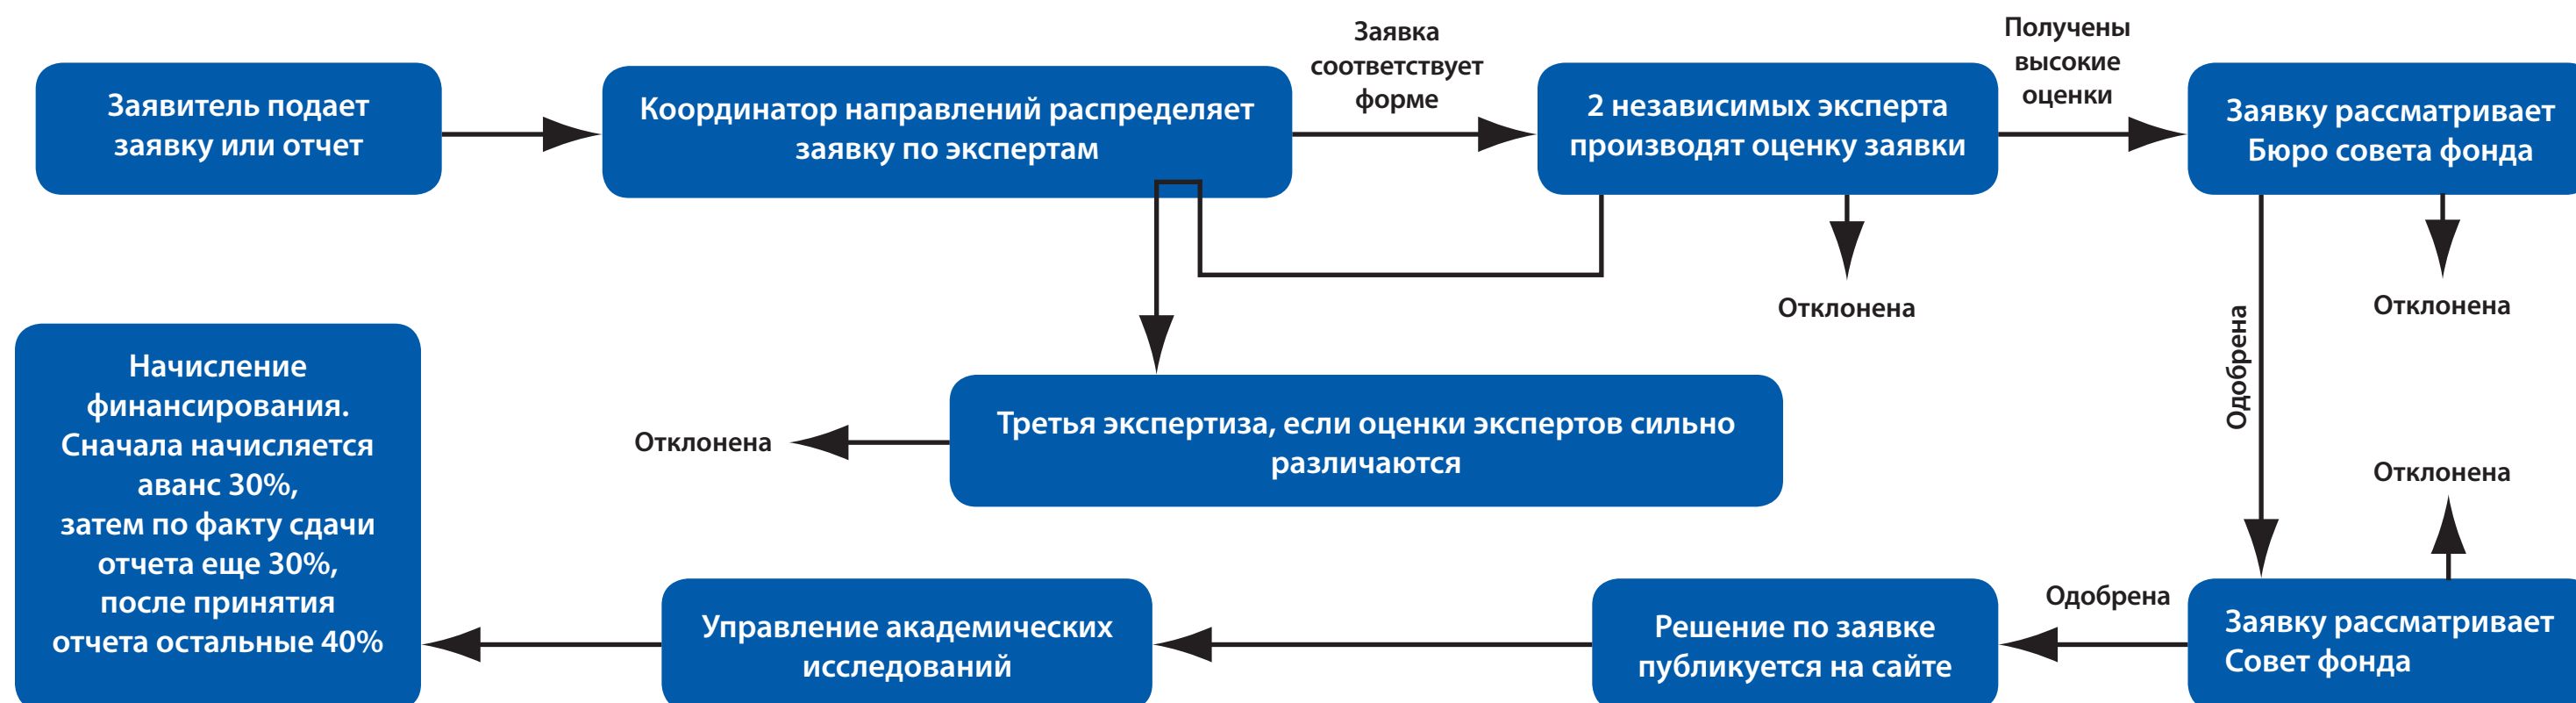 Заявитель подает
заявку или отчет
Координатор направлений распределяет
заявку по экспертам
Заявка
соответствует
форме
2 независимых эксперта
производят оценку заявки
Получены
высокие
оценки
Заявку рассматривает
Бюро совета фонда
Отклонена
Отклонена
Одобрена
Третья экспертиза, если оценки экспертов сильно
различаются
Отклонена
Отклонена
Заявку рассматривает
Совет фонда
Одобрена
Решение по заявке
публикуется на сайте
Управление академических
исследований
Начисление
финансирования.
Сначала начисляется
аванс 30%,
затем по факту сдачи
отчета еще 30%,
после принятия
отчета остальные 40%